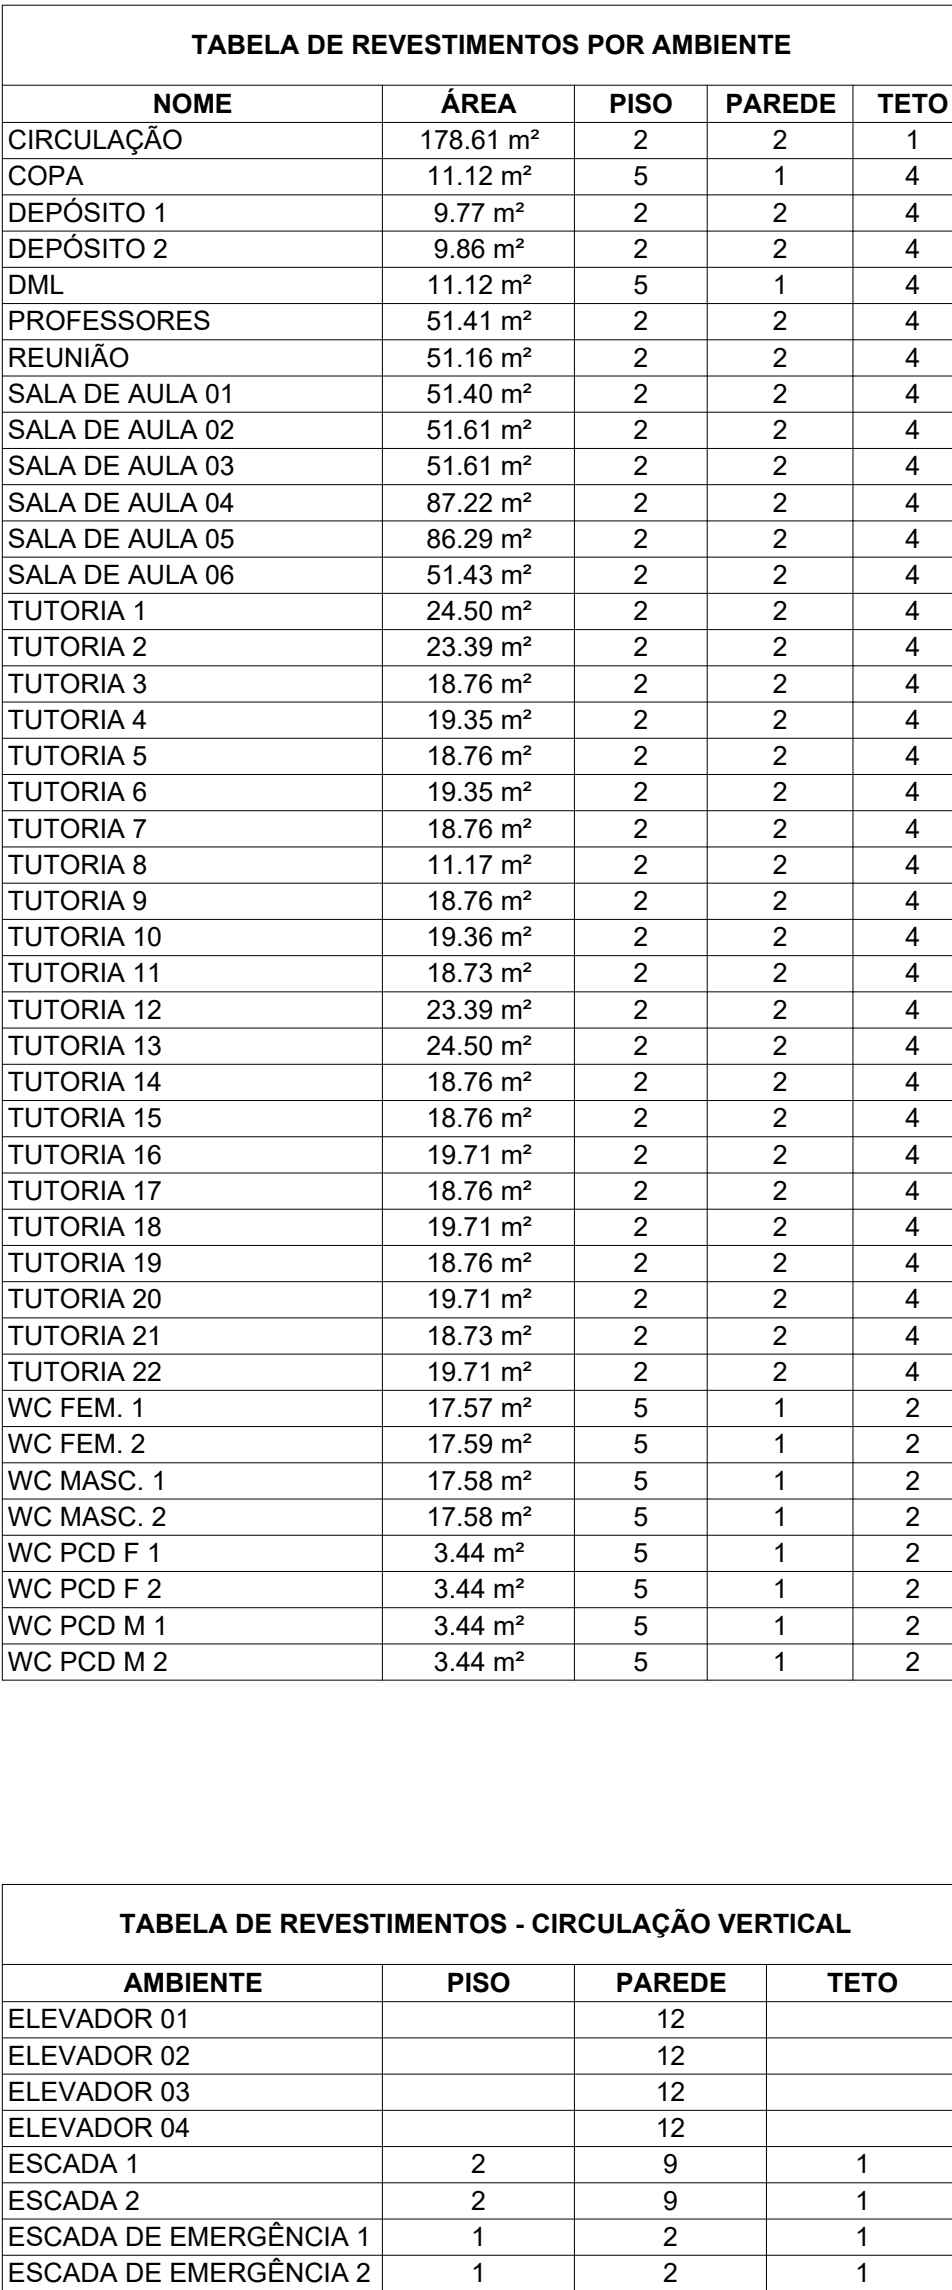 TABELA DE REVESTIMENTOS POR AMBIENTE
NOME ÁREA PISO PAREDE TETO
CIRCULAÇÃO 178.61 m² 2 2 1
COPA 11.12 m² 5 1 4
DEPÓSITO 1 9.77 m² 2 2 4
DEPÓSITO 2 9.86 m² 2 2 4
DML 11.12 m² 5 1 4
PROFESSORES 51.41 m² 2 2 4
REUNIÃO 51.16 m² 2 2 4
SALA DE AULA 01 51.40 m² 2 2 4
SALA DE AULA 02 51.61 m² 2 2 4
SALA DE AULA 03 51.61 m² 2 2 4
SALA DE AULA 04 87.22 m² 2 2 4
SALA DE AULA 05 86.29 m² 2 2 4
SALA DE AULA 06 51.43 m² 2 2 4
TUTORIA 1 24.50 m² 2 2 4
TUTORIA 2 23.39 m² 2 2 4
TUTORIA 3 18.76 m² 2 2 4
TUTORIA 4 19.35 m² 2 2 4
TUTORIA 5 18.76 m² 2 2 4
TUTORIA 6 19.35 m² 2 2 4
TUTORIA 7 18.76 m² 2 2 4
TUTORIA 8 11.17 m² 2 2 4
TUTORIA 9 18.76 m² 2 2 4
TUTORIA 10 19.36 m² 2 2 4
TUTORIA 11 18.73 m² 2 2 4
TUTORIA 12 23.39 m² 2 2 4
TUTORIA 13 24.50 m² 2 2 4
TUTORIA 14 18.76 m² 2 2 4
TUTORIA 15 18.76 m² 2 2 4
TUTORIA 16 19.71 m² 2 2 4
TUTORIA 17 18.76 m² 2 2 4
TUTORIA 18 19.71 m² 2 2 4
TUTORIA 19 18.76 m² 2 2 4
TUTORIA 20 19.71 m² 2 2 4
TUTORIA 21 18.73 m² 2 2 4
TUTORIA 22 19.71 m² 2 2 4
WC FEM. 1 17.57 m² 5 1 2
WC FEM. 2 17.59 m² 5 1 2
WC MASC. 1 17.58 m² 5 1 2
WC MASC. 2 17.58 m² 5 1 2
WC PCD F 1 3.44 m² 5 1 2
WC PCD F 2 3.44 m² 5 1 2
WC PCD M 1 3.44 m² 5 1 2
WC PCD M 2 3.44 m² 5 1 2
TABELA DE REVESTIMENTOS - CIRCULAÇÃO VERTICAL
AMBIENTE PISO PAREDE TETO
ELEVADOR 01 12
ELEVADOR 02 12
ELEVADOR 03 12
ELEVADOR 04 12
ESCADA 1 2 9 1
ESCADA 2 2 9 1
ESCADA DE EMERGÊNCIA 1 1 2 1
ESCADA DE EMERGÊNCIA 2 1 2 1